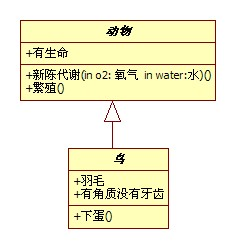 动物
+有生命
+新陈代谢(in o2: 氧气 in water:水)()
+繁殖()
鸟
+羽毛
+有角质没有牙齿
+下蛋()